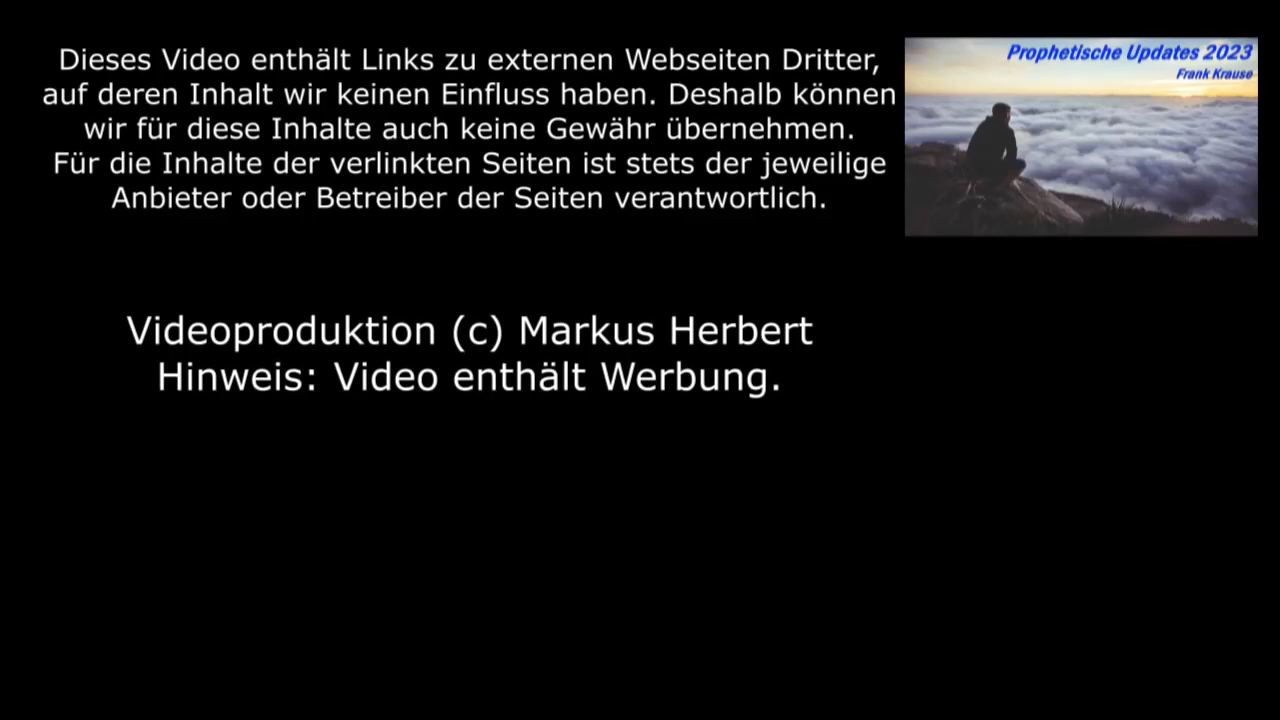 Dieses Video enthält Links zu externen Webseiten Dritter,
auf deren Inhalt wir keinen Einfluss haben. Deshalb können
wir für diese Inhalte auch keine Gewähr übernehmen.
Für die Inhalte der verlinkten Seiten ist stets der jeweilige
Anbieter oder Betreiber der Seiten verantwortlich.
Prophetische Updates 2023
Frank Krause
Videoproduktion (c) Markus Herbert
Hinweis: Video enthält Werbung.